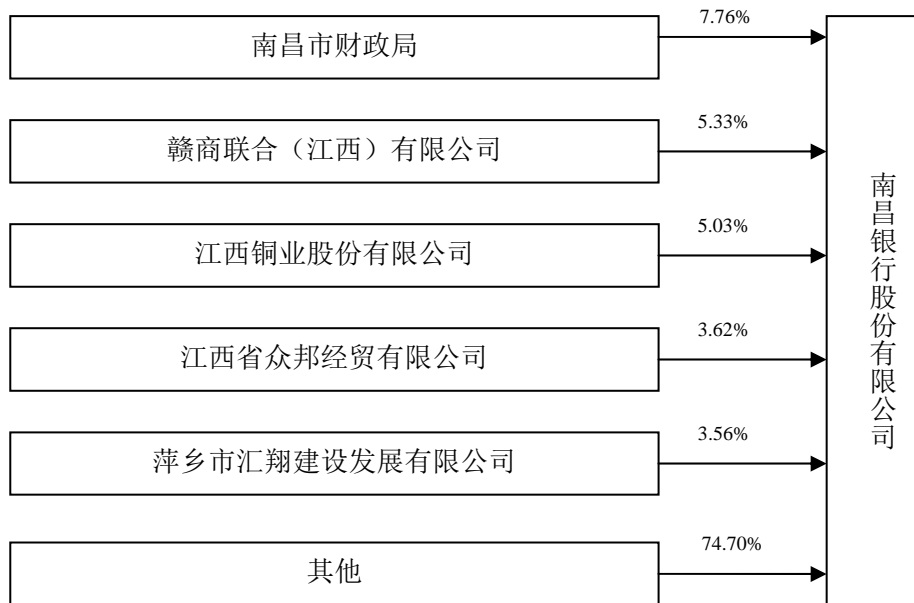 南昌市财政局
7.76%
赣商联合（江西）有限公司
5.33%
江西铜业股份有限公司
5.03%
江西省众邦经贸有限公司
3.62%
萍乡市汇翔建设发展有限公司
3.56%
其他
74.70%
南昌银行股份有限公司